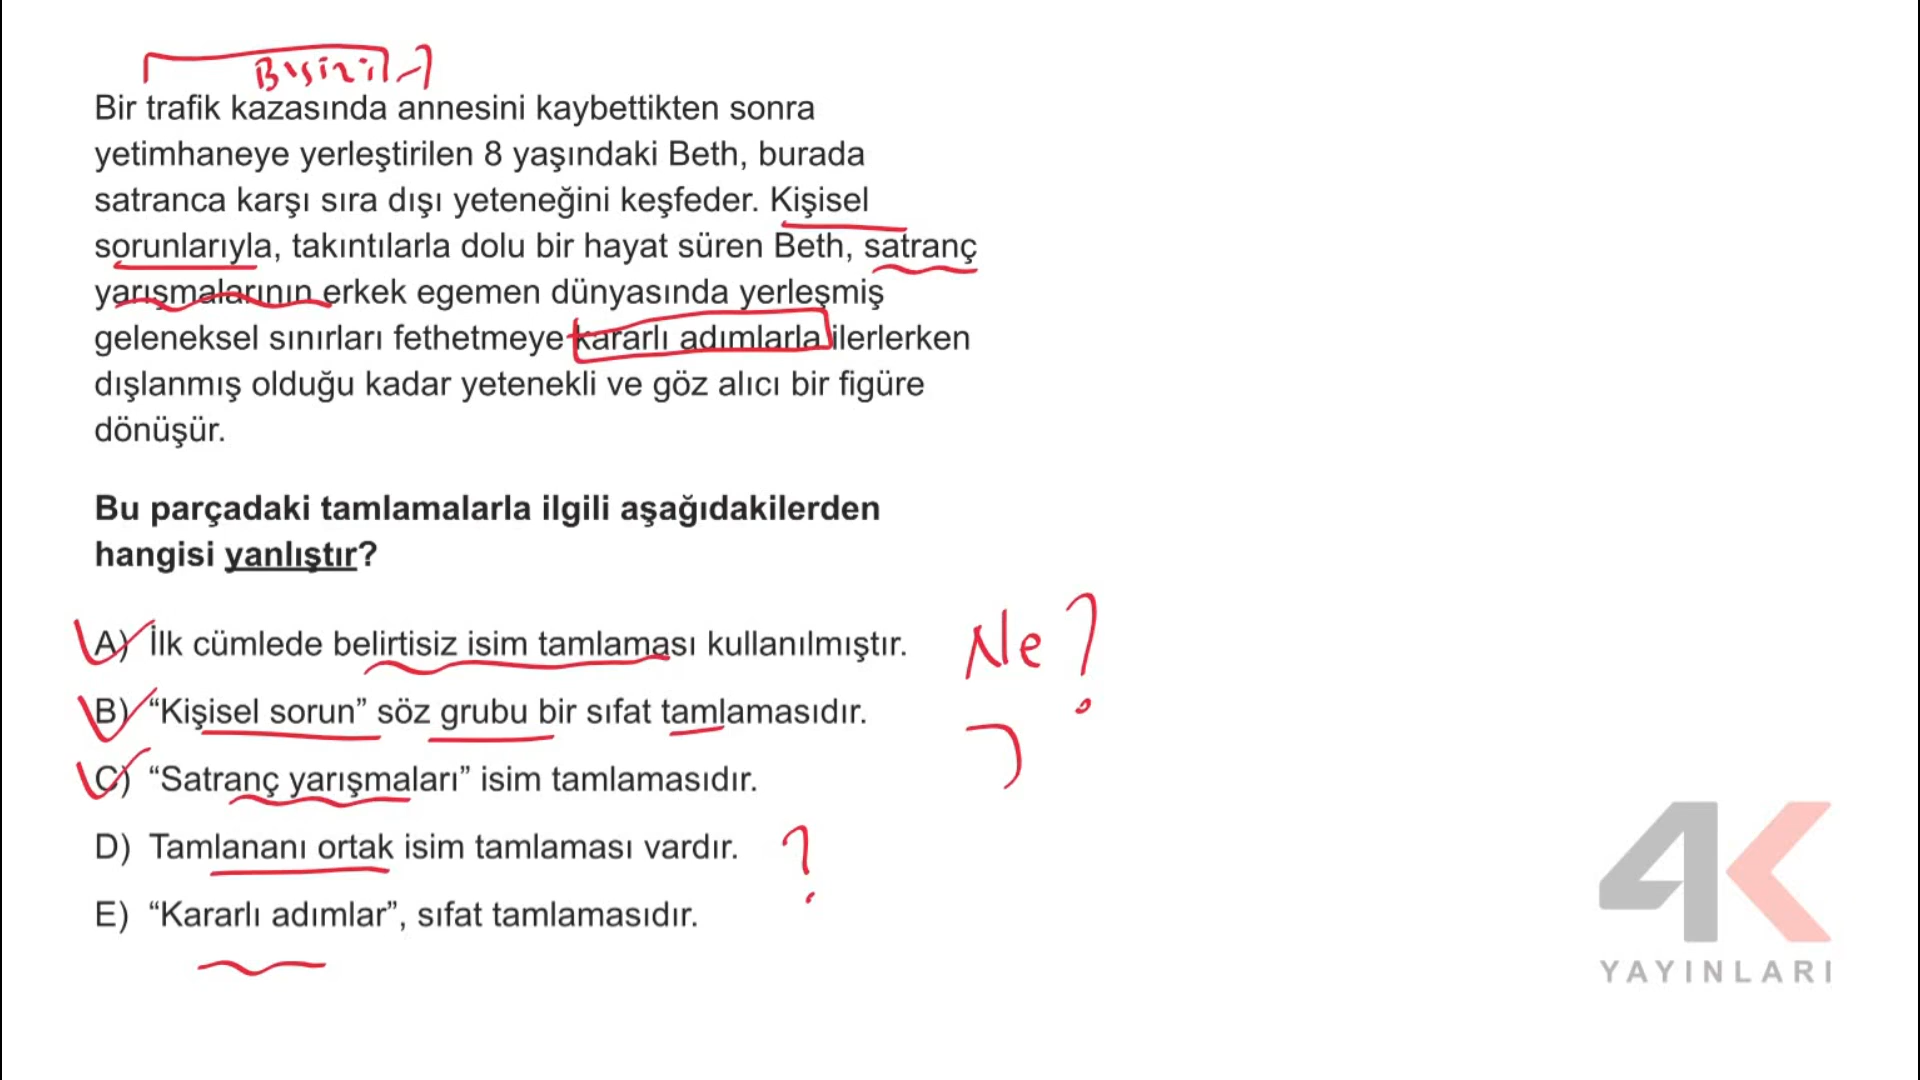 B.siz i.T
Bir trafik kazasında annesini kaybettikten sonra
yetimhaneye yerleştirilen 8 yaşındaki Beth, burada
satranca karşı sıra dışı yeteneğini keşfeder. Kişisel
sorunlarıyla, takıntılarla dolu bir hayat süren Beth, satranç
yarışmalarının erkek egemen dünyasında yerleşmiş
geleneksel sınırları fethetmeye kararlı adımlarla ilerlerken
dışlanmış olduğu kadar yetenekli ve göz alıcı bir figüre
dönüşür.
Bu parçadaki tamlamalarla ilgili aşağıdakilerden
hangisi yanlıştır?
A) İlk cümlede belirtisiz isim tamlaması kullanılmıştır.
Ne?
B) “Kişisel sorun” söz grubu bir sıfat tamlamasıdır.
C) “Satranç yarışmaları” isim tamlamasıdır.
D) Tamlananı ortak isim tamlaması vardır.
?
E) “Kararlı adımlar”, sıfat tamlamasıdır.
4K
YAYINLARI